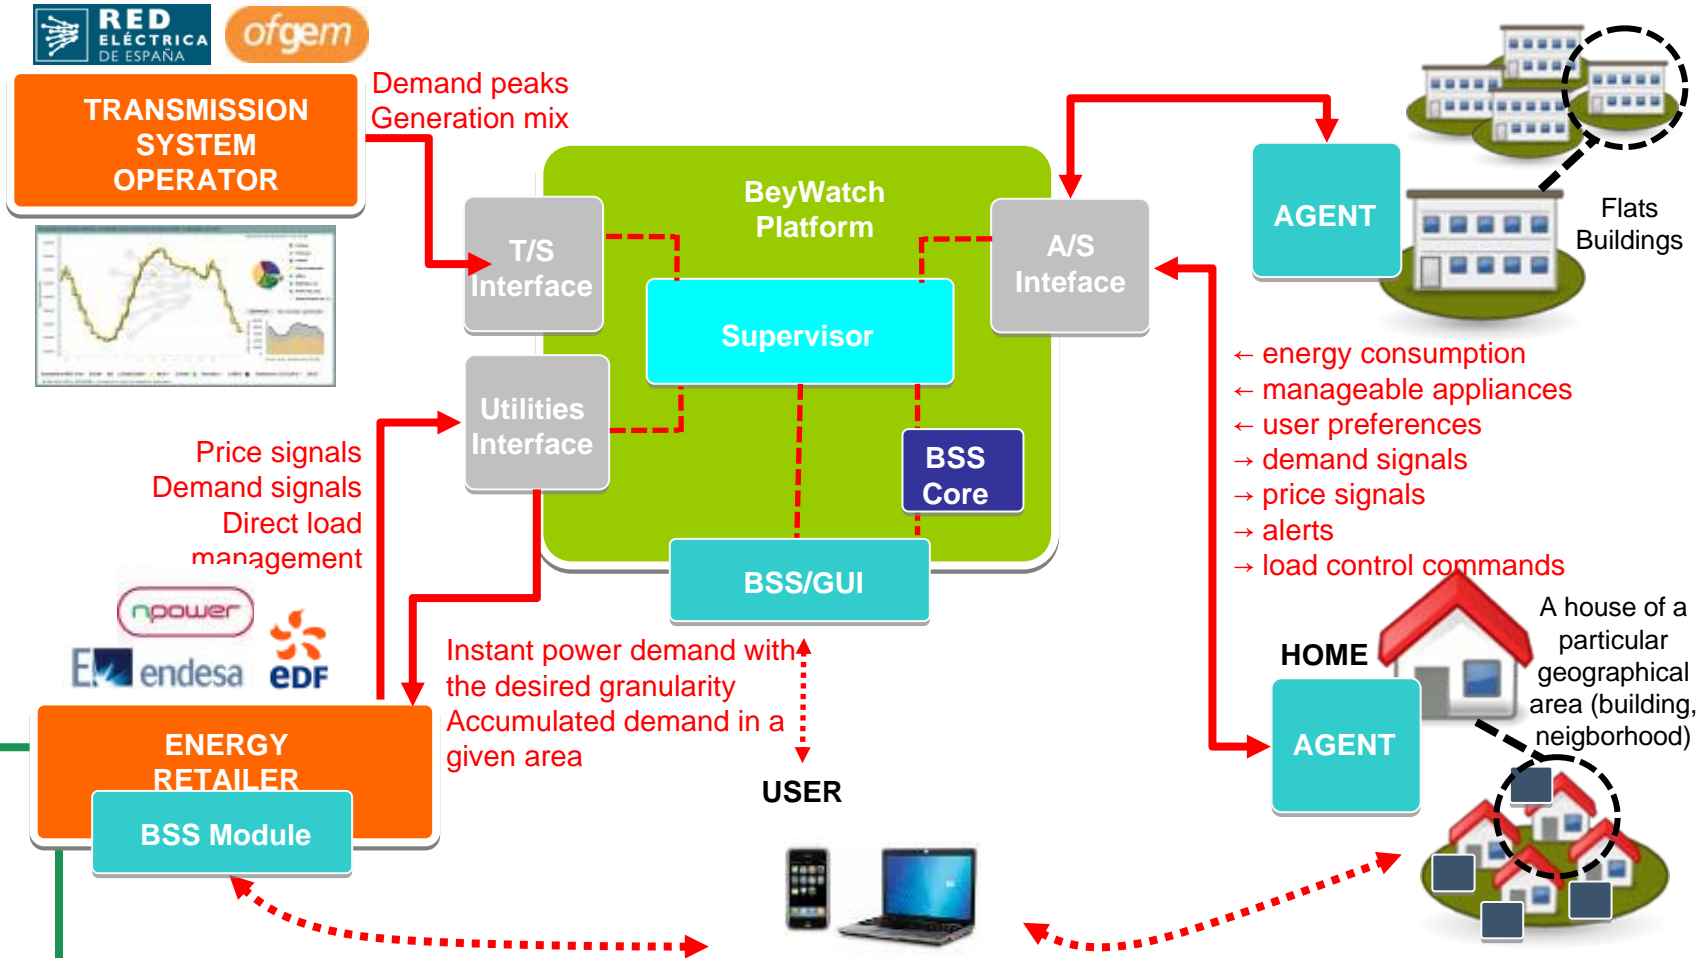 RED
ELÉCTRICA
DE ESPAÑA
ofgem
TRANSMISSION
SYSTEM
OPERATOR
Demand peaks
Generation mix
BeyWatch
Platform
T/S
Interface
A/S
Inteface
Supervisor
Utilities
Interface
BSS
Core
BSS/GUI
AGENT
Flats
Buildings
← energy consumption
← manageable appliances
← user preferences
→ demand signals
→ price signals
→ alerts
→ load control commands
Price signals
Demand signals
Direct load
management
npower
endesa
eDF
ENERGY
RETAILER
BSS Module
Instant power demand with
the desired granularity
Accumulated demand in a
given area
USER
HOME
AGENT
A house of a
particular
geographical
area (building,
neigborhood)